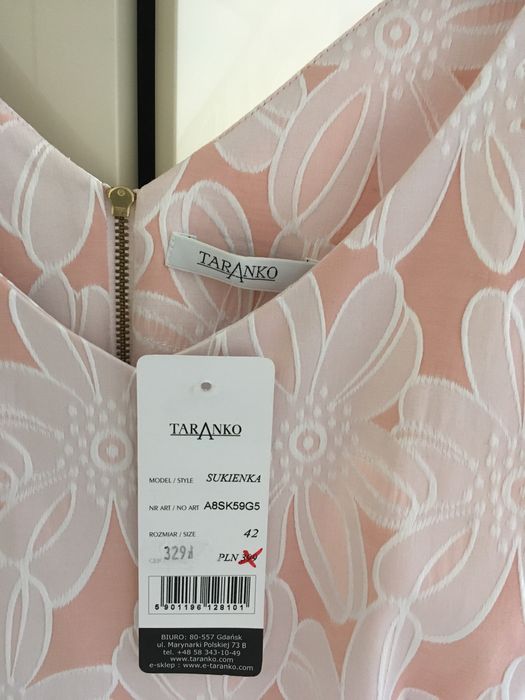 TARANKO
TARANKO
MODEL / STYLE SUKIENKA
NR ART / NO ART A8SK59G5
ROZMIAR / SIZE 42
329
PLN
5 901196 128101
BIURO: 80-557 Gdańsk
ul. Marynarki Polskiej 73 B
tel. +48 58 343-10-49
www.taranko.com
e-sklep : www.e-taranko.com